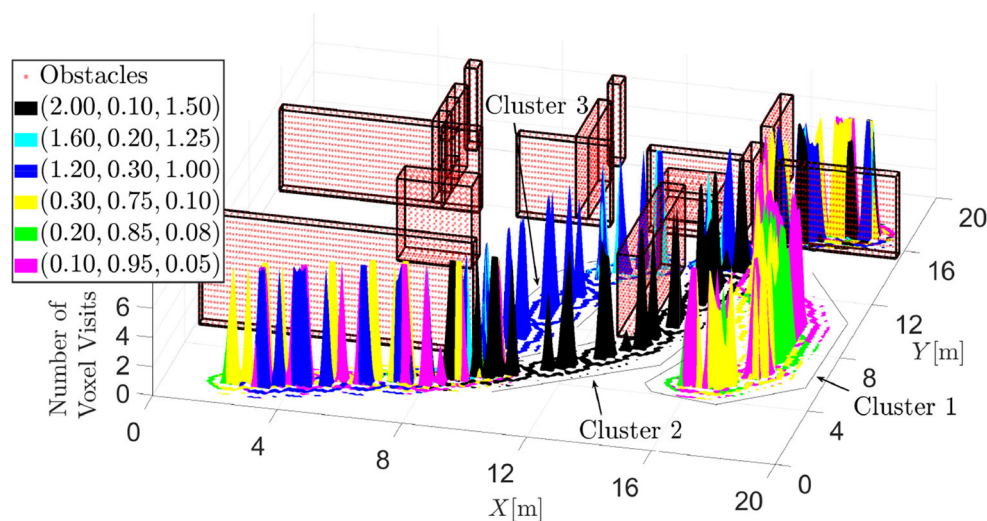 Obstacles
(2.00, 0.10, 1.50)
(1.60, 0.20, 1.25)
(1.20, 0.30, 1.00)
(0.30, 0.75, 0.10)
(0.20, 0.85, 0.08)
(0.10, 0.95, 0.05)
Cluster 3
Cluster 2
Cluster 1
Number of
Voxel Visits
6
4
2
0
0
4
8
12
16
20
X[m]
0
4
8
12
16
20
Y[m]